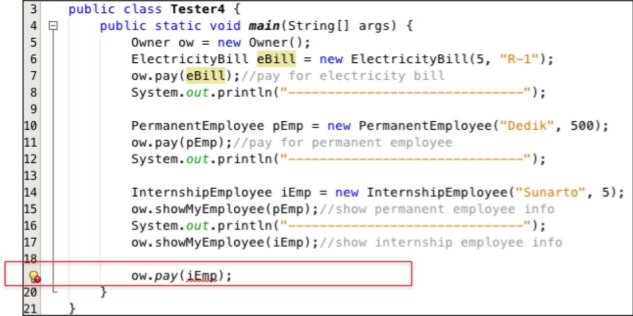 3 public class Tester4 {
4 public static void main(String[] args) {
5 Owner ow = new Owner();
6 ElectricityBill eBill = new ElectricityBill(5, "R-1");
7 ow.pay(eBill);//pay for electricity bill
8 System.out.println("------------------------------");
9
10 PermanentEmployee pEmp = new PermanentEmployee("Dedik", 500);
11 ow.pay(pEmp);//pay for permanent employee
12 System.out.println("------------------------------");
13
14 InternshipEmployee iEmp = new InternshipEmployee("Sunarto", 5);
15 ow.showMyEmployee(pEmp);//show permanent employee info
16 System.out.println("------------------------------");
17 ow.showMyEmployee(iEmp);//show internship employee info
18
ow.pay(iEmp);
20 }
21 }